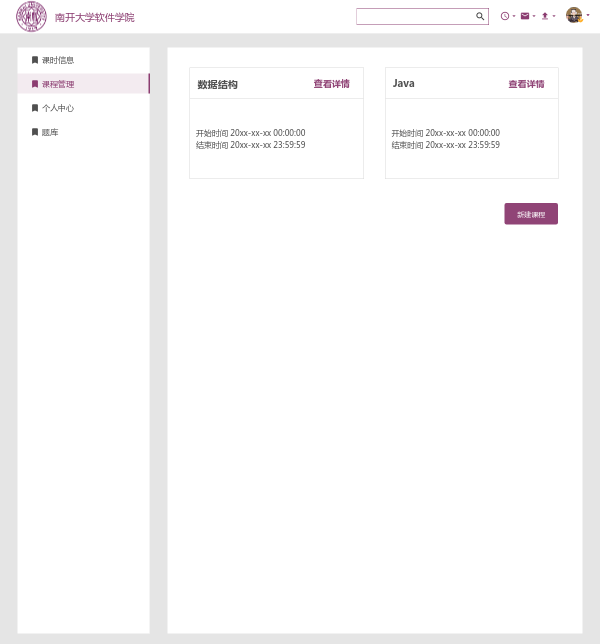 南开大学软件学院
课时信息
课程管理
个人中心
题库
数据结构 查看详情
开始时间 20xx-xx-xx 00:00:00
结束时间 20xx-xx-xx 23:59:59
Java 查看详情
开始时间 20xx-xx-xx 00:00:00
结束时间 20xx-xx-xx 23:59:59
新建课程